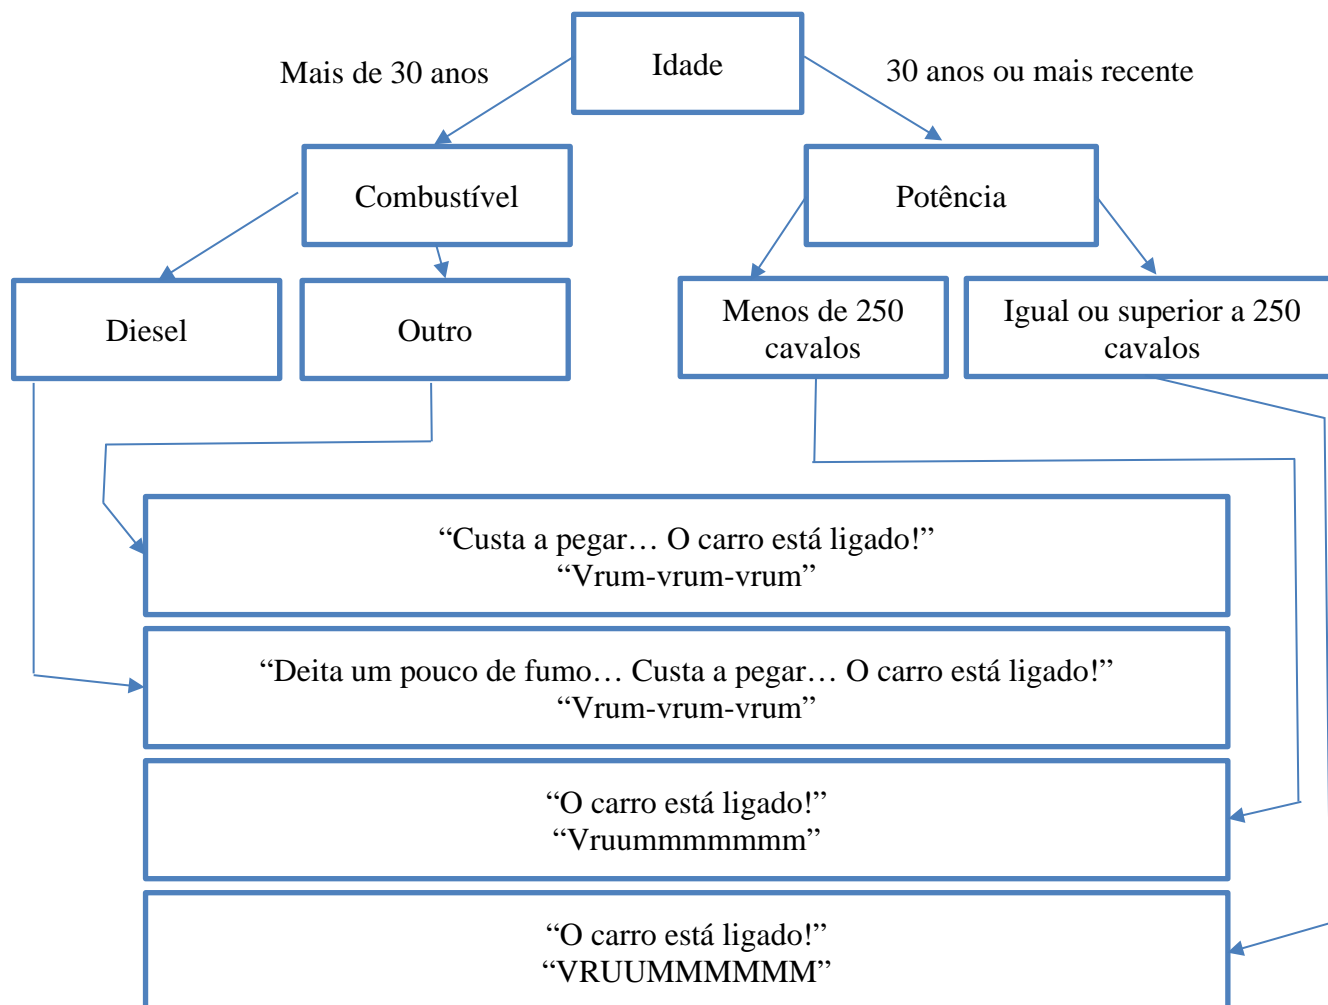 Idade
Mais de 30 anos
30 anos ou mais recente
Combustível
Potência
Diesel
Outro
Menos de 250
cavalos
Igual ou superior a 250
cavalos
“Custa a pegar… O carro está ligado!”
“Vrum-vrum-vrum”
“Deita um pouco de fumo… Custa a pegar… O carro está ligado!”
“Vrum-vrum-vrum”
“O carro está ligado!”
“Vruummmmmmm”
“O carro está ligado!”
“VRUUMMMMMM”